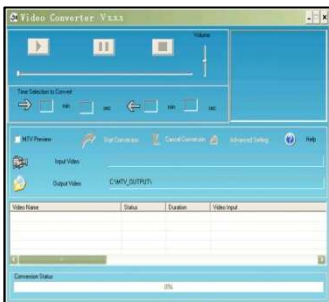 Video Converter Vxxx
Volume
Time Selection to Convert
min sec min sec
MTV Preview Start Conversion Cancel Conversion Advanced Setting Help
Input Video
Output Video C:\MTV_OUTPUT\
Video Name Status Duration Video Input
Conversion Status
0%